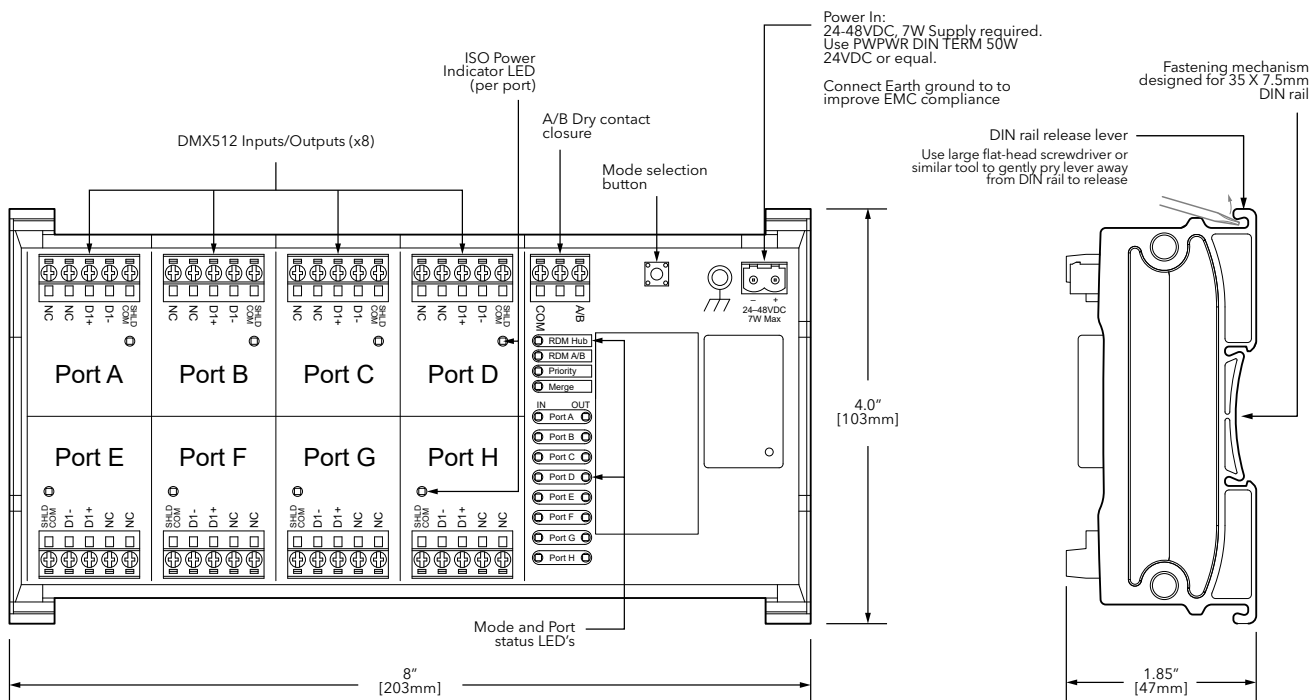 Power In:
24-48VDC, 7W Supply required.
Use PWPWR DIN TERM 50W
24VDC or equal.
Connect Earth ground to to
improve EMC compliance
ISO Power
Indicator LED
(per port)
Fastening mechanism
designed for 35 X 7.5mm
DIN rail
A/B Dry contact
closure
DMX512 Inputs/Outputs (x8)
DIN rail release lever
Use large flat-head screwdriver or
similar tool to gently pry lever away
from DIN rail to release
Mode selection
button
NC
NC
D1+
D1-
SHLD
COM
NC
NC
D1+
D1-
SHLD
COM
NC
NC
D1+
D1-
SHLD
COM
NC
NC
D1+
D1-
SHLD
COM
COM
A/B
– +
24–48VDC
7W Max
Port A
Port B
Port C
Port D
RDM Hub
RDM A/B
Priority
Merge
IN OUT
Port A
Port B
Port C
Port D
Port E
Port F
Port G
Port H
4.0"
[103mm]
Port E
Port F
Port G
Port H
SHLD
COM
D1-
D1+
NC
NC
SHLD
COM
D1-
D1+
NC
NC
SHLD
COM
D1-
D1+
NC
NC
SHLD
COM
D1-
D1+
NC
NC
Mode and Port
status LED's
8"
[203mm]
1.85"
[47mm]